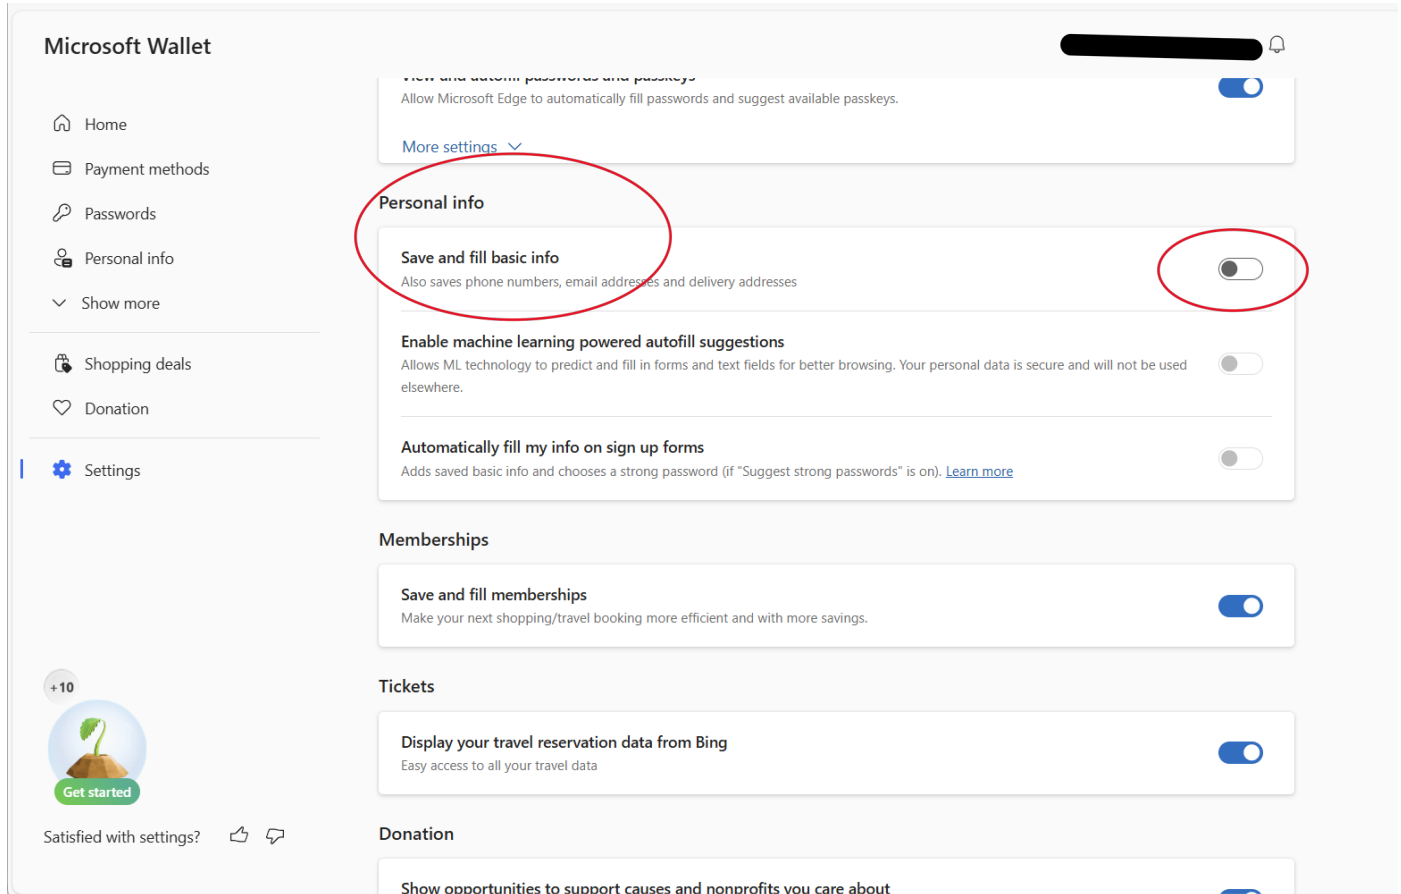 Microsoft Wallet
Home
Payment methods
Passwords
Personal info
Show more
Shopping deals
Donation
Settings
+10
Get started
Satisfied with settings?
View and autofill passwords and passkeys
Allow Microsoft Edge to automatically fill passwords and suggest available passkeys.
More settings
Personal info
Save and fill basic info
Also saves phone numbers, email addresses and delivery addresses
Enable machine learning powered autofill suggestions
Allows ML technology to predict and fill in forms and text fields for better browsing. Your personal data is secure and will not be used
elsewhere.
Automatically fill my info on sign up forms
Adds saved basic info and chooses a strong password (if "Suggest strong passwords" is on). Learn more
Memberships
Save and fill memberships
Make your next shopping/travel booking more efficient and with more savings.
Tickets
Display your travel reservation data from Bing
Easy access to all your travel data
Donation
Show opportunities to support causes and nonprofits you care about